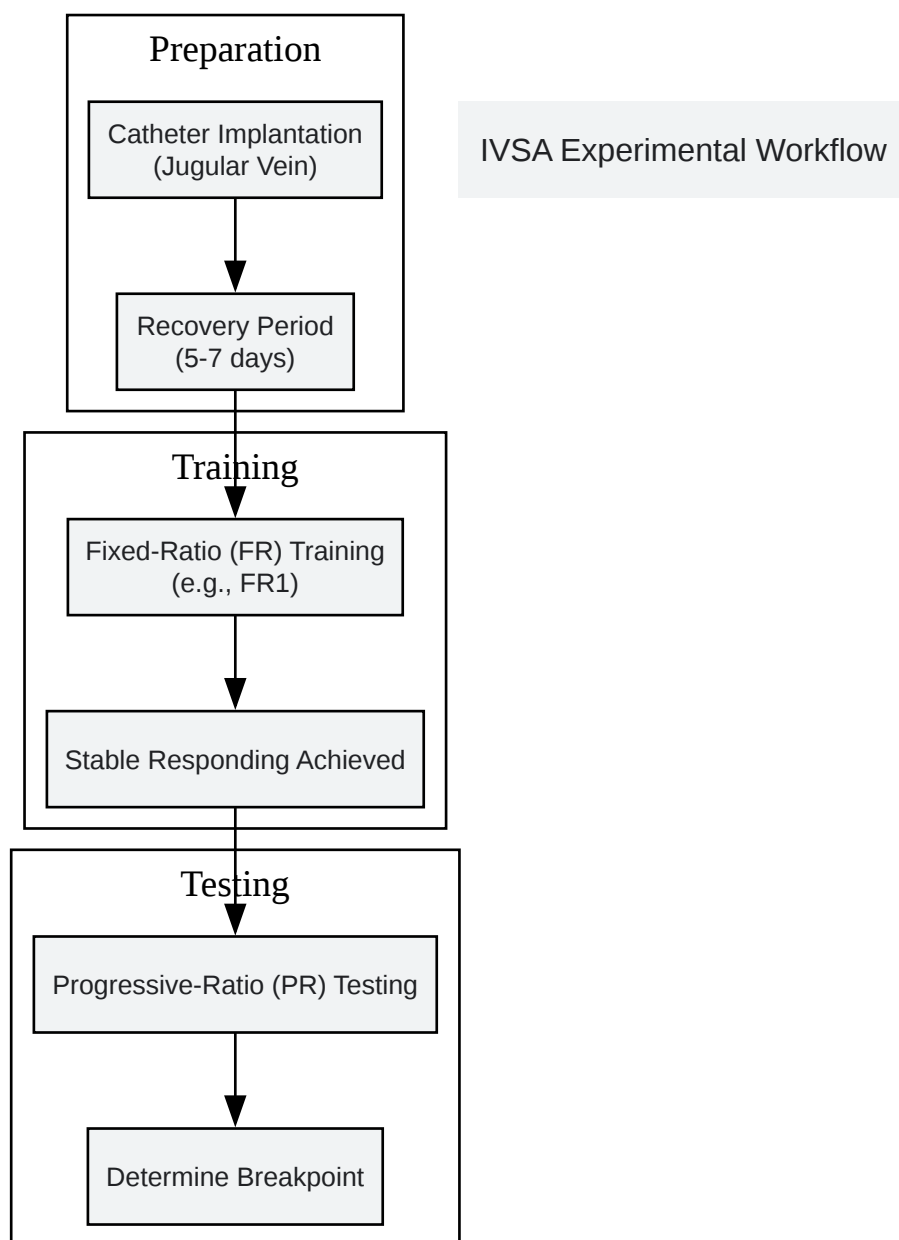 Preparation
Catheter Implantation
(Jugular Vein)
IVSA Experimental Workflow
Recovery Period
(5-7 days)
Training
Fixed-Ratio (FR) Training
(e.g., FR1)
Stable Responding Achieved
Testing
Progressive-Ratio (PR) Testing
Determine Breakpoint